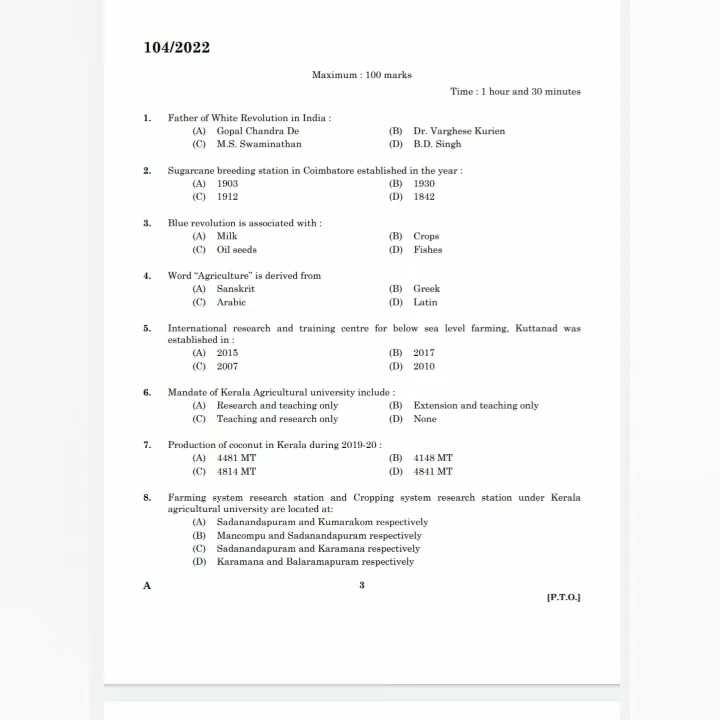 104/2022
Maximum : 100 marks
Time : 1 hour and 30 minutes
1. Father of White Revolution in India :
(A) Gopal Chandra De (B) Dr. Varghese Kurien
(C) M.S. Swaminathan (D) B.D. Singh
2. Sugarcane breeding station in Coimbatore established in the year :
(A) 1903 (B) 1930
(C) 1912 (D) 1842
3. Blue revolution is associated with :
(A) Milk (B) Crops
(C) Oil seeds (D) Fishes
4. Word “Agriculture” is derived from
(A) Sanskrit (B) Greek
(C) Arabic (D) Latin
5. International research and training centre for below sea level farming, Kuttanad was
established in :
(A) 2015 (B) 2017
(C) 2007 (D) 2010
6. Mandate of Kerala Agricultural university include :
(A) Research and teaching only (B) Extension and teaching only
(C) Teaching and research only (D) None
7. Production of coconut in Kerala during 2019-20 :
(A) 4481 MT (B) 4148 MT
(C) 4814 MT (D) 4841 MT
8. Farming system research station and Cropping system research station under Kerala
agricultural university are located at:
(A) Sadanandapuram and Kumarakom respectively
(B) Mancompu and Sadanandapuram respectively
(C) Sadanandapuram and Karamana respectively
(D) Karamana and Balaramapuram respectively
A 3
[P.T.O.]